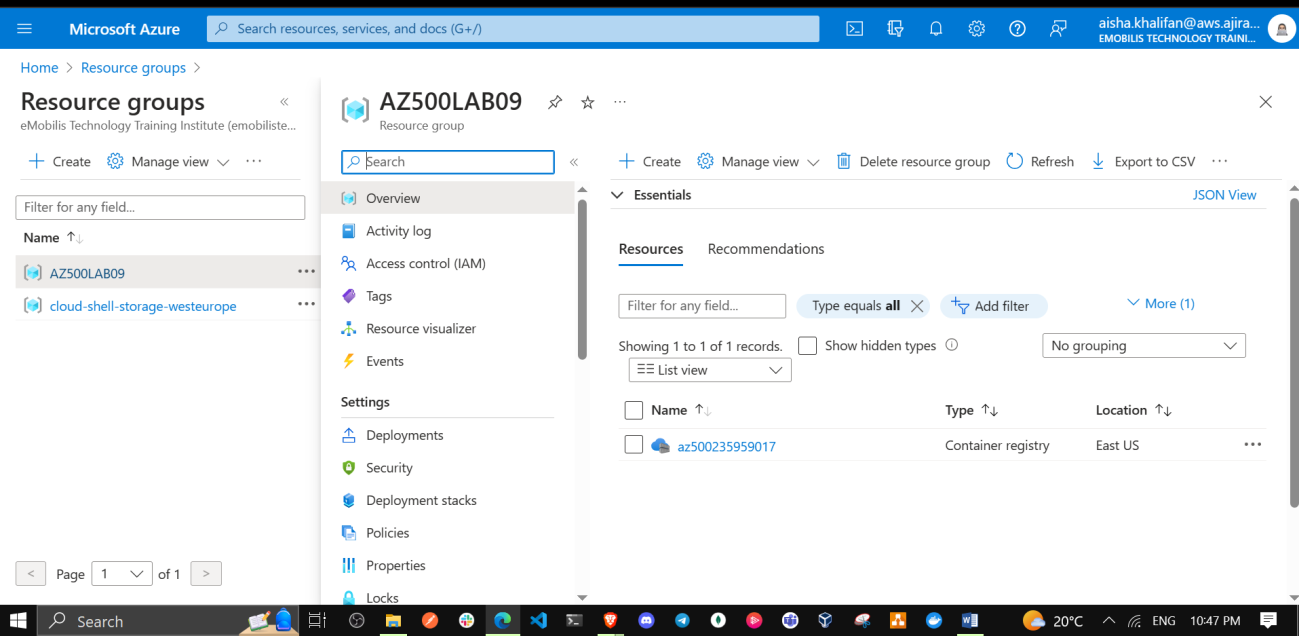 Microsoft Azure
Search resources, services, and docs (G+/)
aisha.khalifan@aws.ajira...
EMOBILIS TECHNOLOGY TRAINI...
Home > Resource groups >
Resource groups «
eMobilis Technology Training Institute (emobiliste...
+ Create Manage view ...
Filter for any field...
Name ↑↓
AZ500LAB09 ...
cloud-shell-storage-westeurope ...
< Page 1 of 1 >
AZ500LAB09 ...
Resource group
Search «
Overview
Activity log
Access control (IAM)
Tags
Resource visualizer
Events
Settings
Deployments
Security
Deployment stacks
Policies
Properties
Locks
+ Create Manage view Delete resource group Refresh Export to CSV ...
Essentials JSON View
Resources Recommendations
Filter for any field... Type equals all Add filter More (1)
Showing 1 to 1 of 1 records. Show hidden types No grouping
List view
Name ↑↓ Type ↑↓ Location ↑↓
az500235959017 Container registry East US ...
Search 20°C ENG 10:47 PM